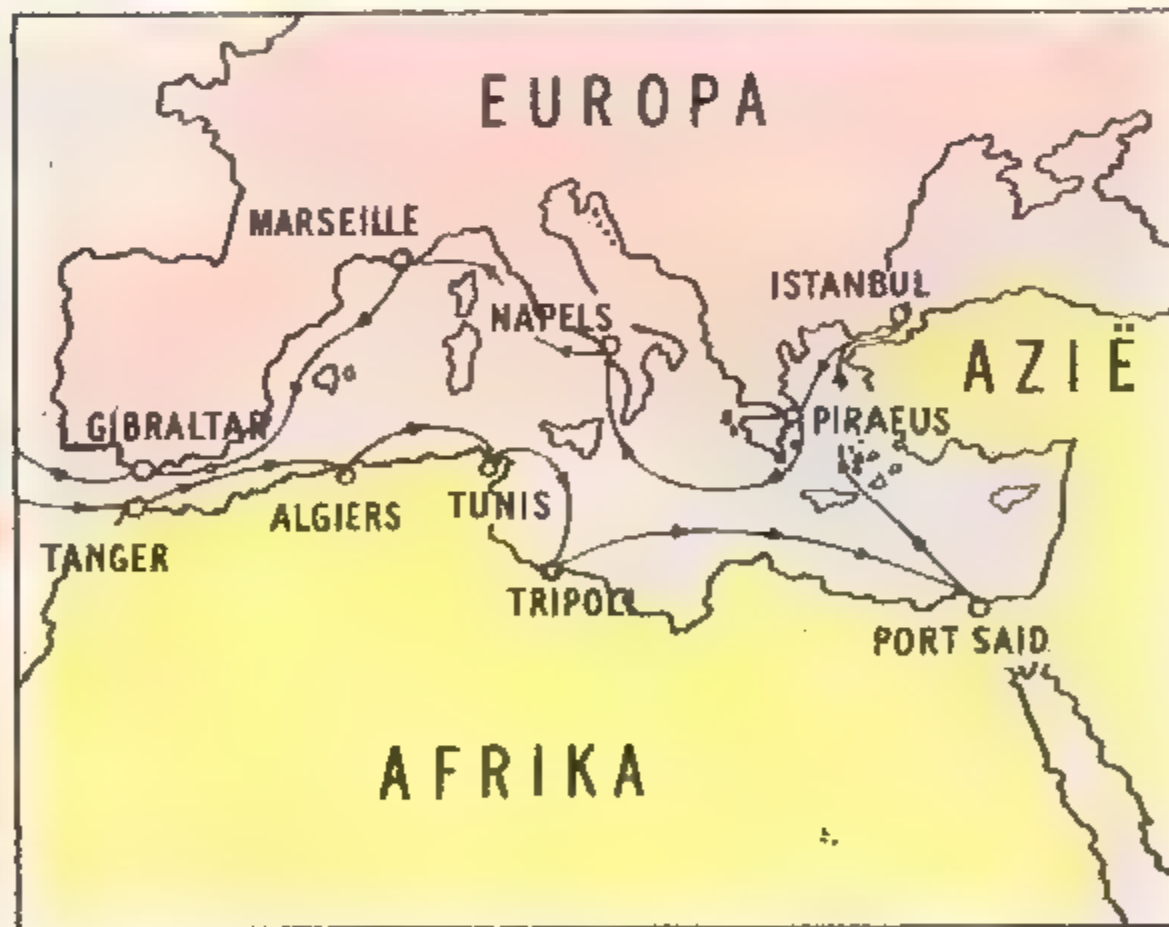 EUROPA
MARSEILLE
ISTANBUL
NAPELS
AZIË
GIBRALTAR
PIRAEUS
ALGIERS
TUNIS
TANGER
TRIPOLI
PORT SAID
AFRIKA